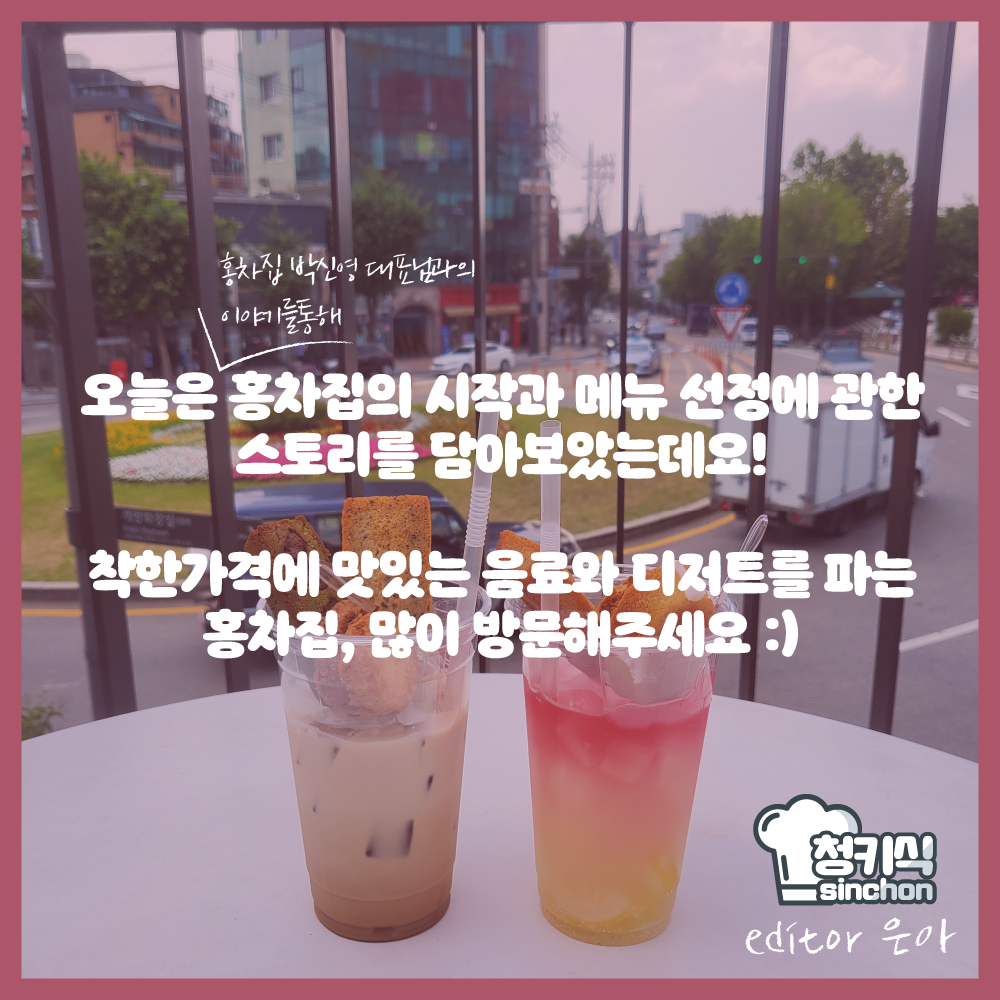 홍차집 박신영 대표님과의
이야기를통해
오늘은 홍차집의 시작과 메뉴 선정에 관한
스토리를 담아보았는데요!
착한가격에 맛있는 음료와 디저트를 파는
홍차집, 많이 방문해주세요 :)
청키식
sinchon
editor 은아